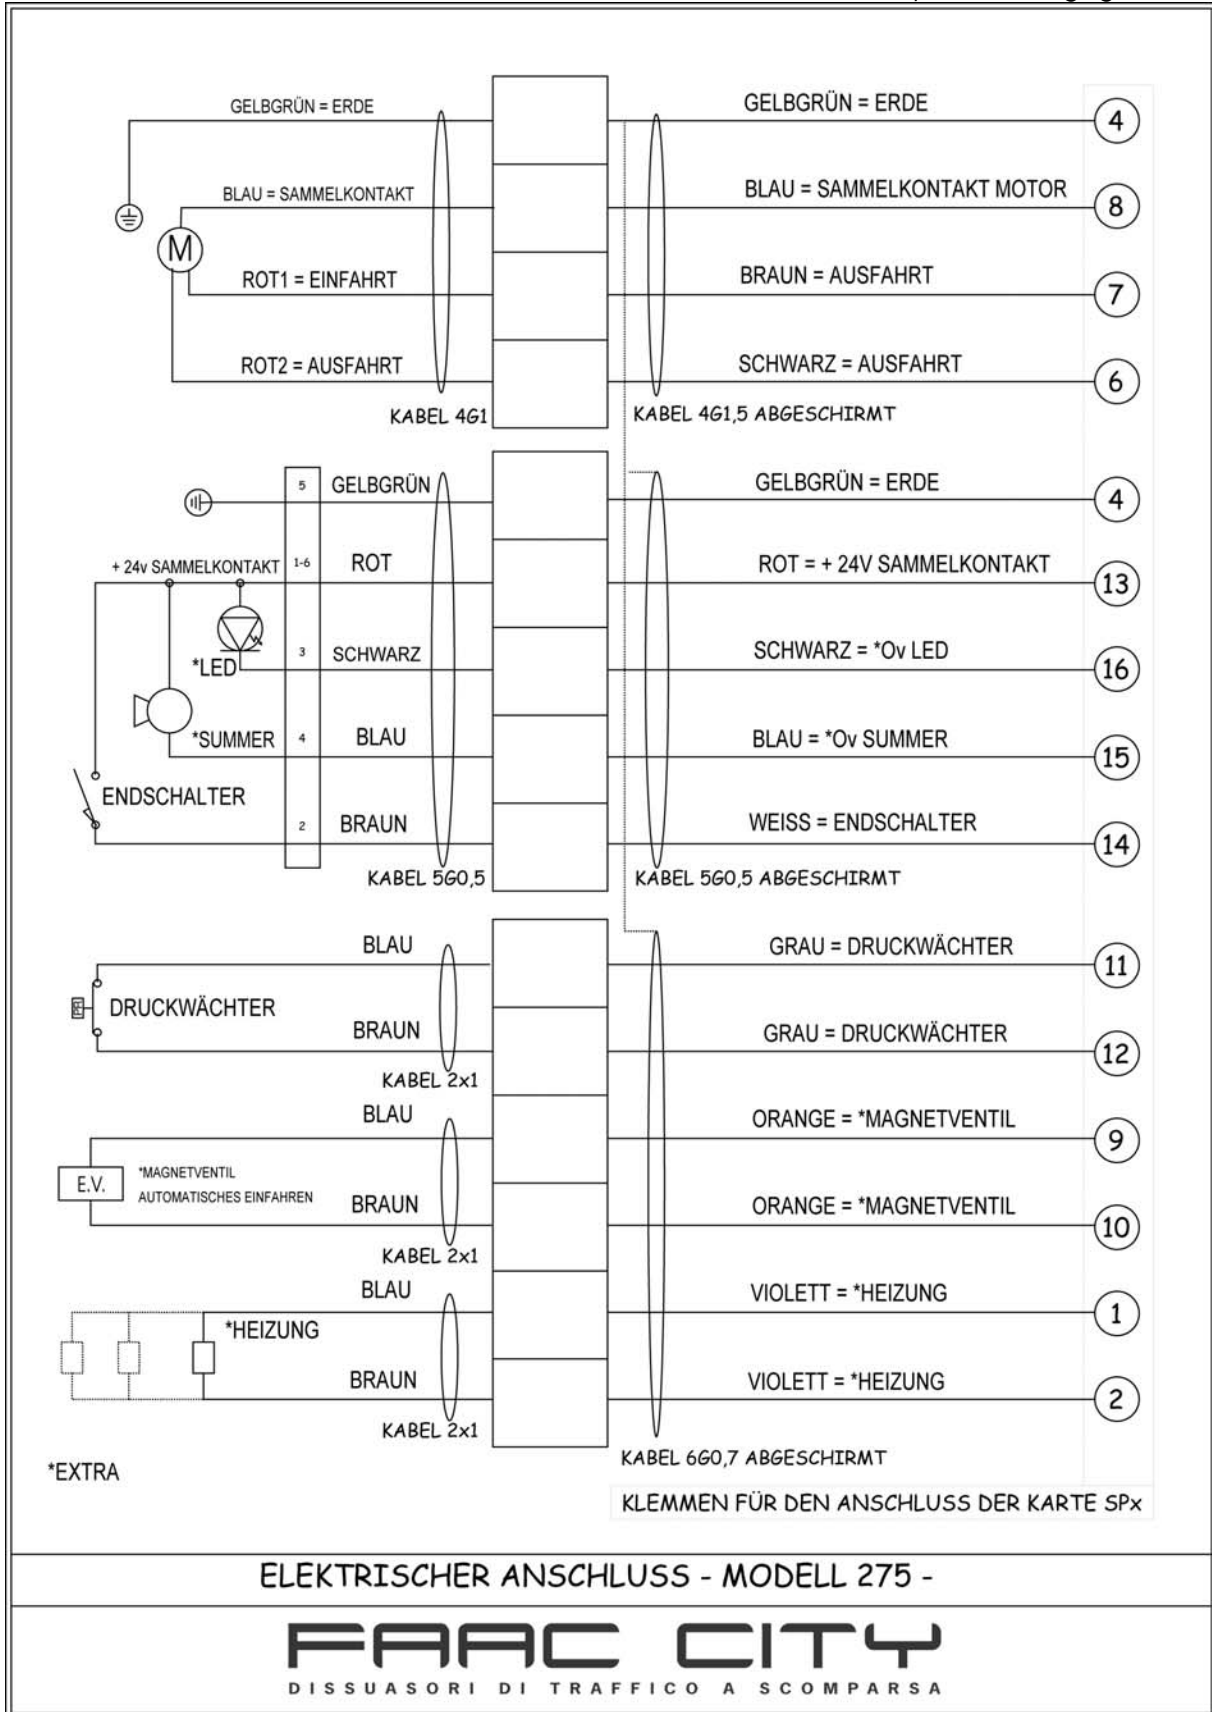 GELBGRÜN = ERDE
GELBGRÜN = ERDE
4
BLAU = SAMMELKONTAKT
BLAU = SAMMELKONTAKT MOTOR
8
M
ROT1 = EINFAHRT
BRAUN = AUSFAHRT
7
ROT2 = AUSFAHRT
SCHWARZ = AUSFAHRT
6
KABEL 4G1
KABEL 4G1,5 ABGESCHIRMT
5
GELBGRÜN
GELBGRÜN = ERDE
4
+ 24v SAMMELKONTAKT
1-6
ROT
ROT = + 24V SAMMELKONTAKT
13
*LED
3
SCHWARZ
SCHWARZ = *Ov LED
16
*SUMMER
4
BLAU
BLAU = *Ov SUMMER
15
ENDSCHALTER
2
BRAUN
WEISS = ENDSCHALTER
14
KABEL 5G0,5
KABEL 5G0,5 ABGESCHIRMT
BLAU
GRAU = DRUCKWÄCHTER
11
DRUCKWÄCHTER
BRAUN
GRAU = DRUCKWÄCHTER
12
KABEL 2x1
BLAU
ORANGE = *MAGNETVENTIL
9
E.V.
*MAGNETVENTIL
AUTOMATISCHES EINFAHREN
BRAUN
ORANGE = *MAGNETVENTIL
10
KABEL 2x1
BLAU
VIOLETT = *HEIZUNG
1
*HEIZUNG
BRAUN
VIOLETT = *HEIZUNG
2
KABEL 2x1
KABEL 6G0,7 ABGESCHIRMT
*EXTRA
KLEMMEN FÜR DEN ANSCHLUSS DER KARTE SPx
ELEKTRISCHER ANSCHLUSS - MODELL 275 -
FAAC CITY
DISSUASORI DI TRAFFICO A SCOMPARSA